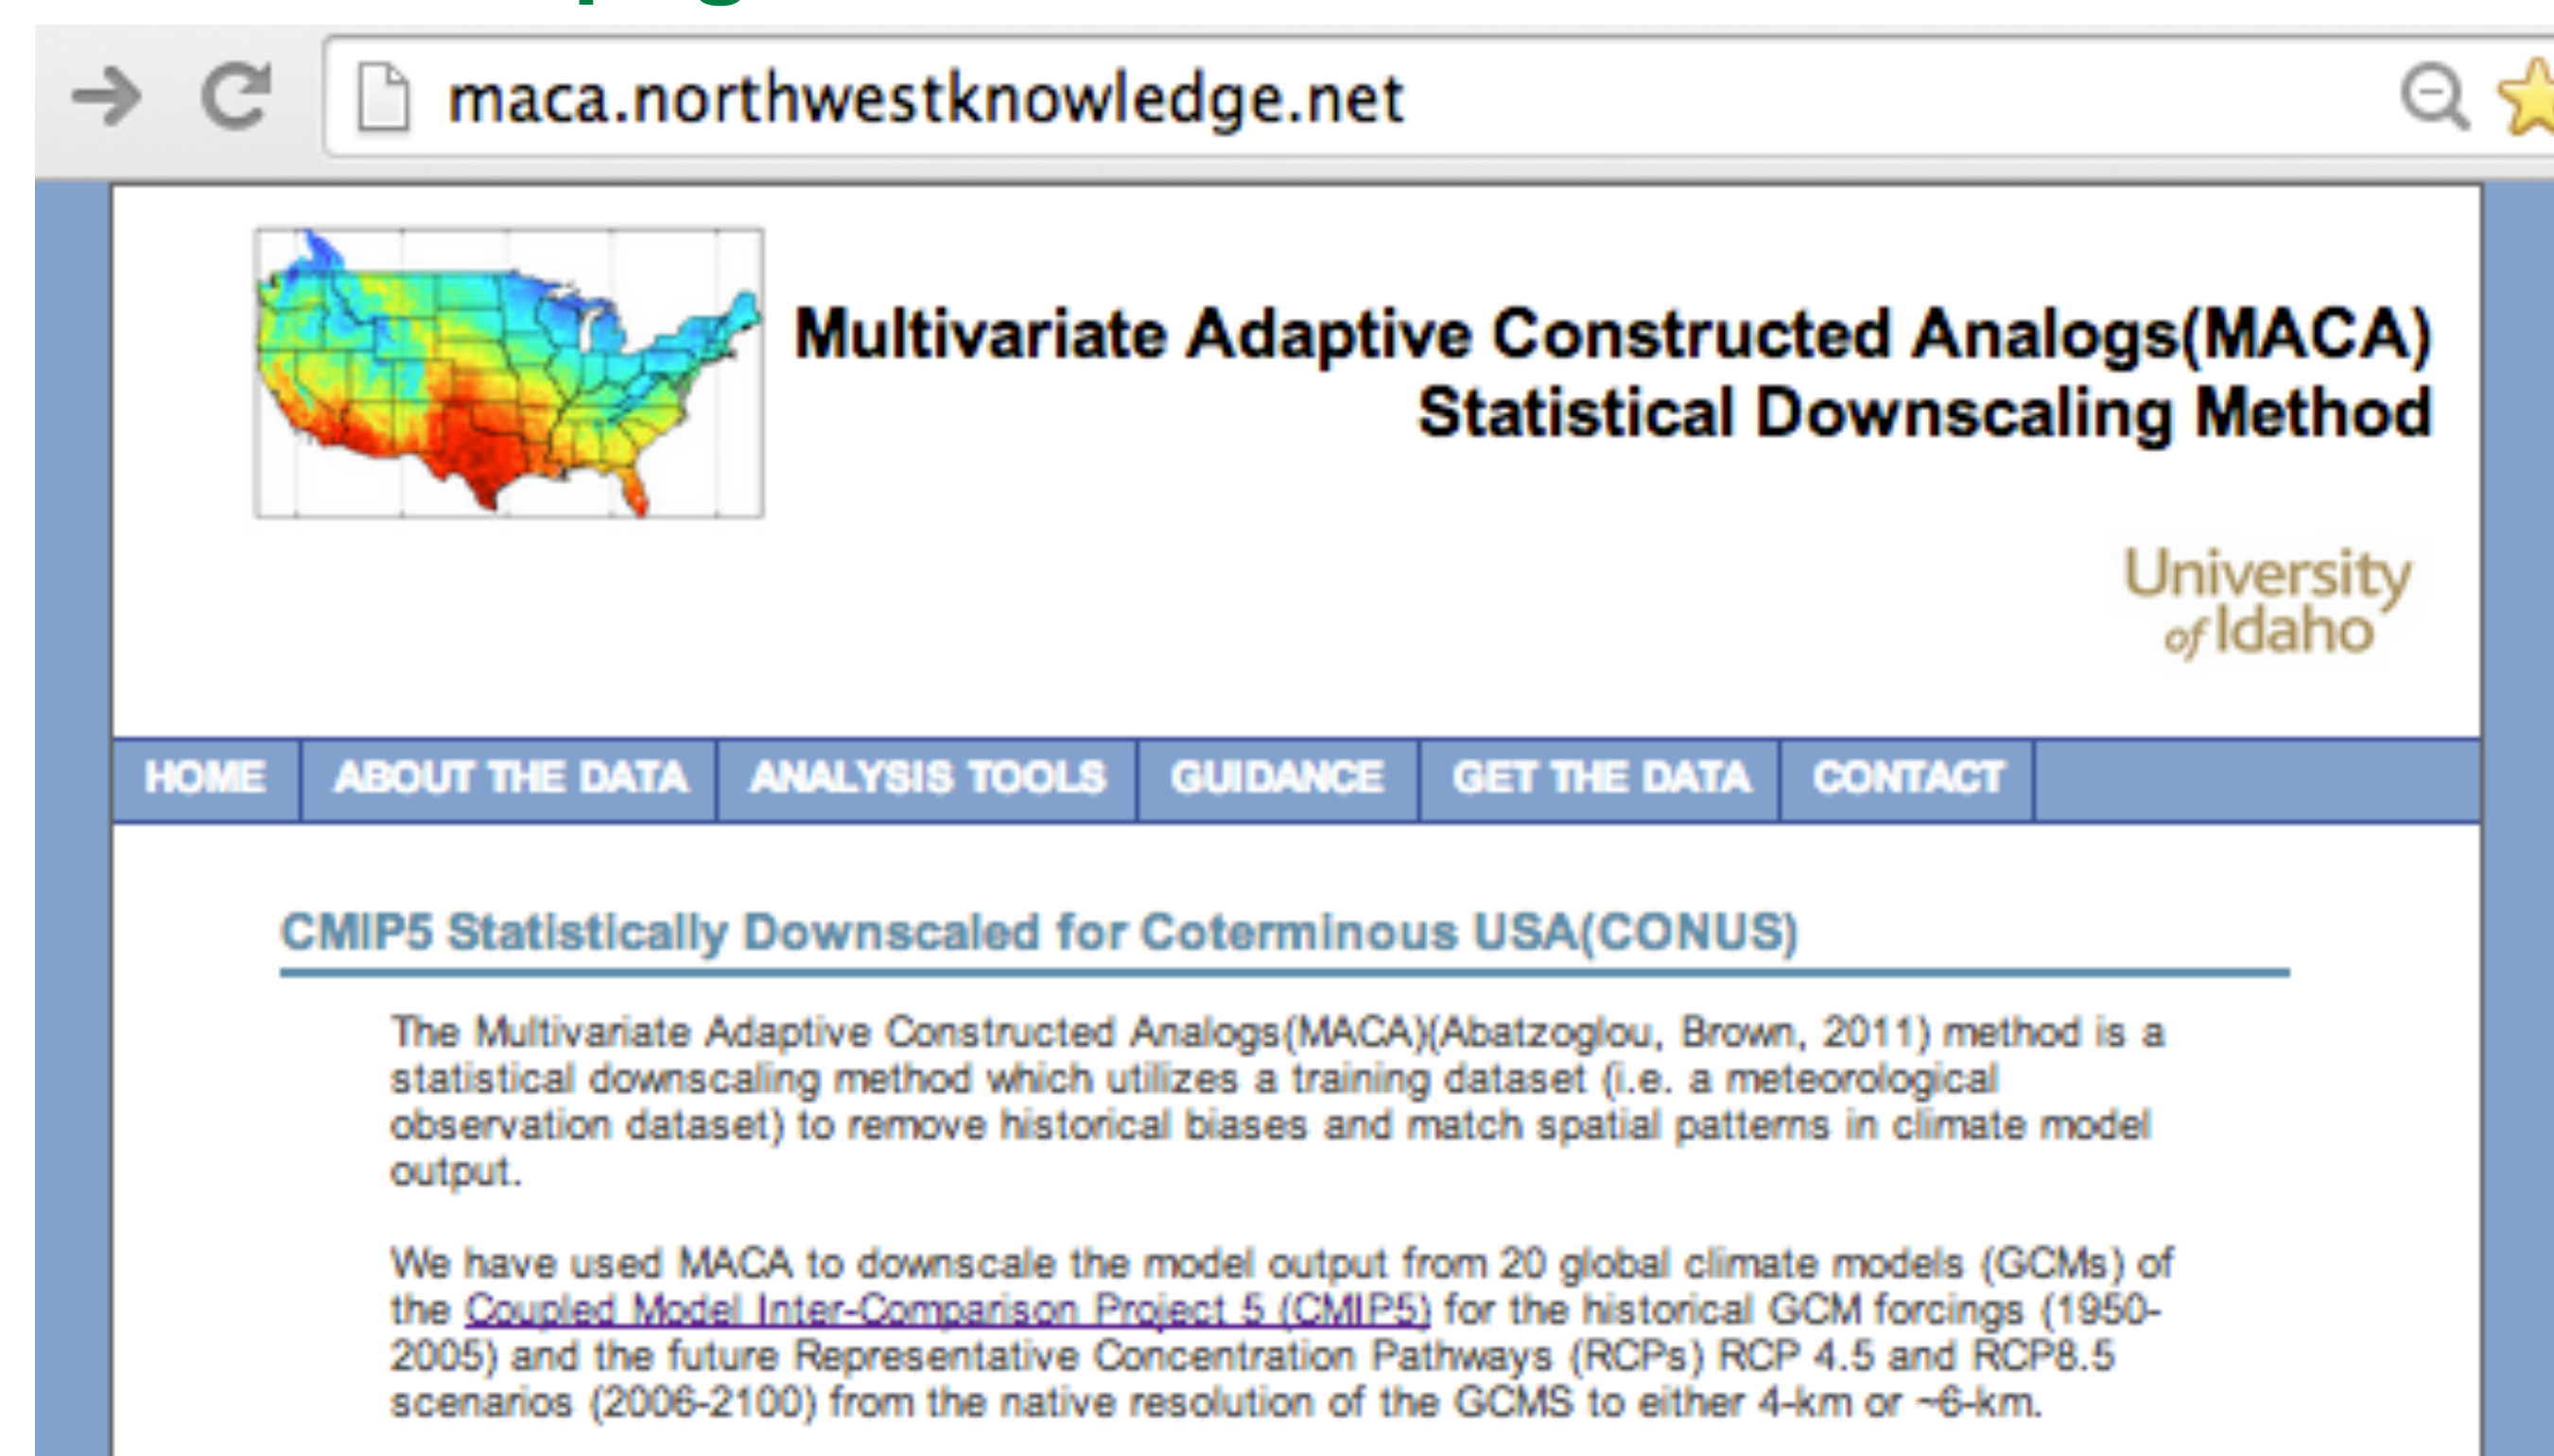 maca.northwestknowledge.net
Multivariate Adaptive Constructed Analogs(MACA)
Statistical Downscaling Method
University
of Idaho
HOME ABOUT THE DATA ANALYSIS TOOLS GUIDANCE GET THE DATA CONTACT
CMIP5 Statistically Downscaled for Coterminous USA(CONUS)
The Multivariate Adaptive Constructed Analogs(MACA)(Abatzoglou, Brown, 2011) method is a
statistical downscaling method which utilizes a training dataset (i.e. a meteorological
observation dataset) to remove historical biases and match spatial patterns in climate model
output.
We have used MACA to downscale the model output from 20 global climate models (GCMs) of
the Coupled Model Inter-Comparison Project 5 (CMIP5) for the historical GCM forcings (1950-
2005) and the future Representative Concentration Pathways (RCPs) RCP 4.5 and RCP8.5
scenarios (2006-2100) from the native resolution of the GCMS to either 4-km or ~6-km.